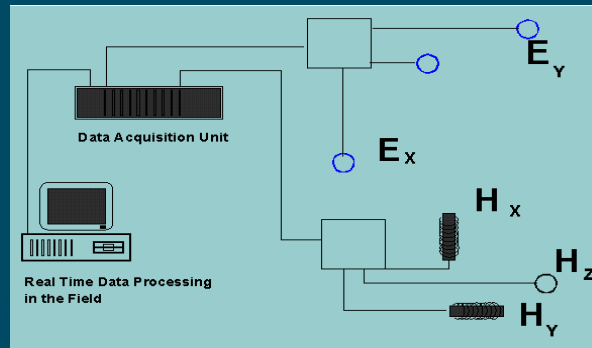 E Y
Data Acquisition Unit
E X
H X
H Z
Real Time Data Processing
in the Field
H Y